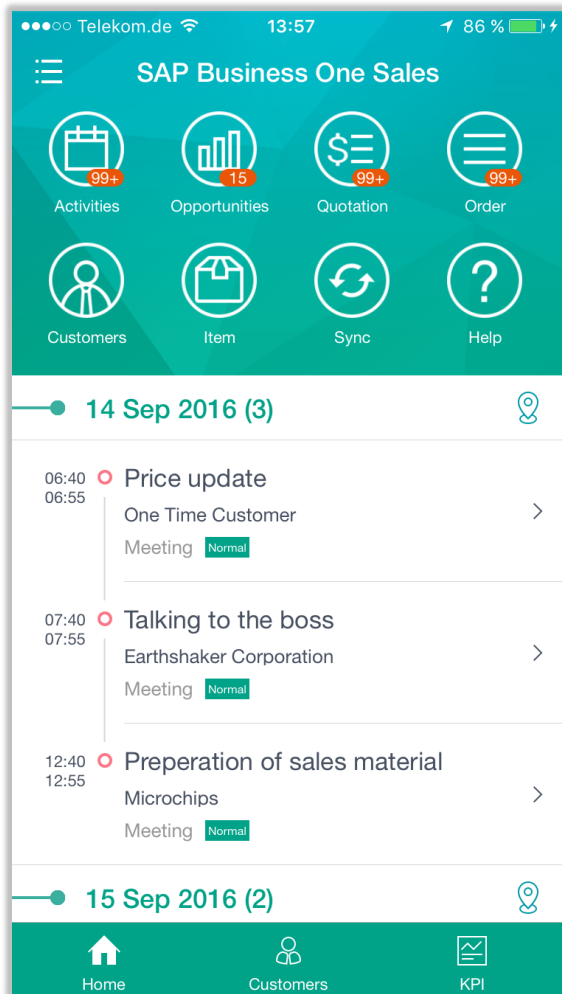 Telekom.de 13:57 86 %
SAP Business One Sales
99+ 15 99+ 99+
Activities Opportunities Quotation Order
Customers Item Sync Help
14 Sep 2016 (3)
06:40 Price update
06:55
One Time Customer
Meeting Normal
07:40 Talking to the boss
07:55
Earthshaker Corporation
Meeting Normal
12:40 Preperation of sales material
12:55
Microchips
Meeting Normal
15 Sep 2016 (2)
Home Customers KPI